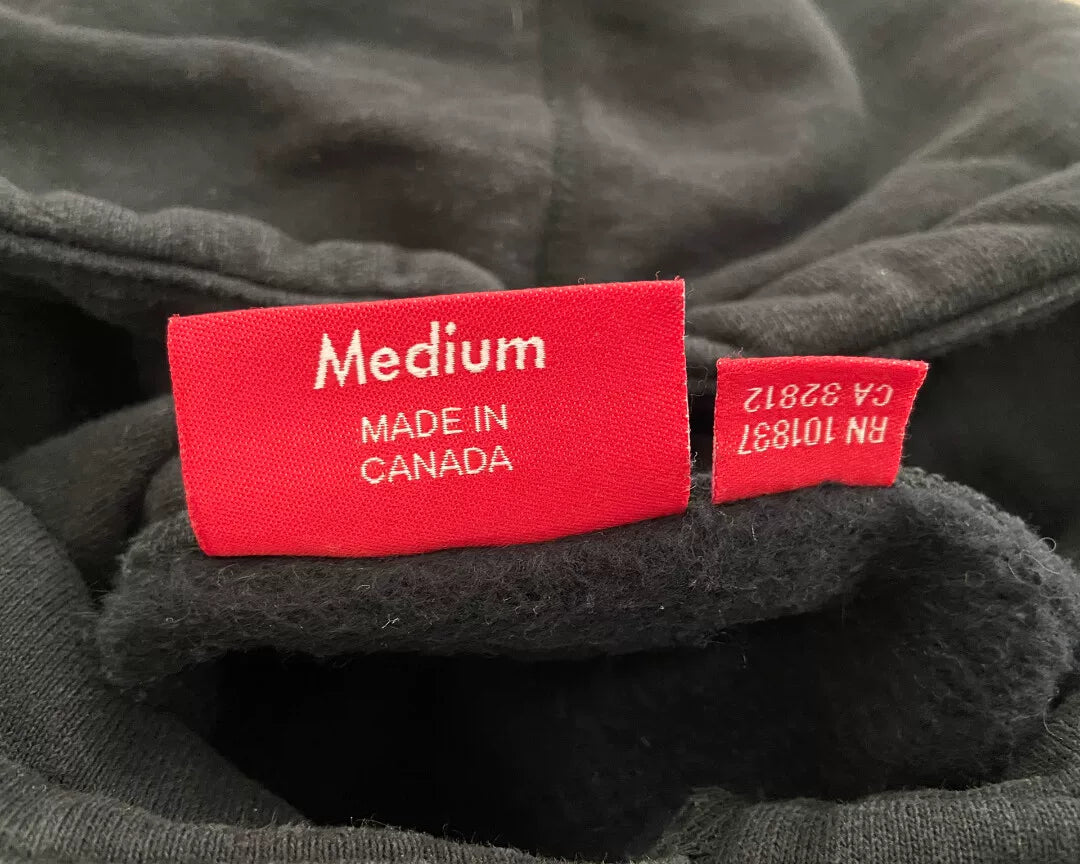 Medium
MADE IN
CANADA
RN 101837
CA 32812